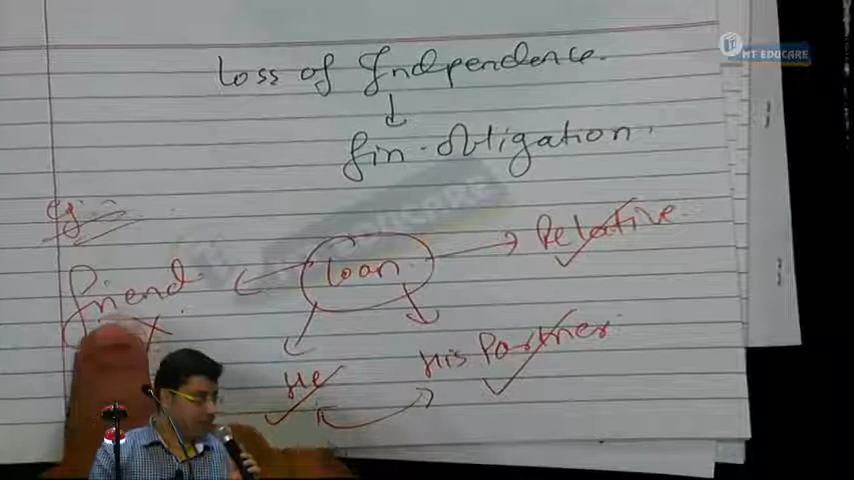 MT EDUCARE
Loss of Independence.
fin. obligation.
Eg:-
Relative
loan
friend
His Partner
He